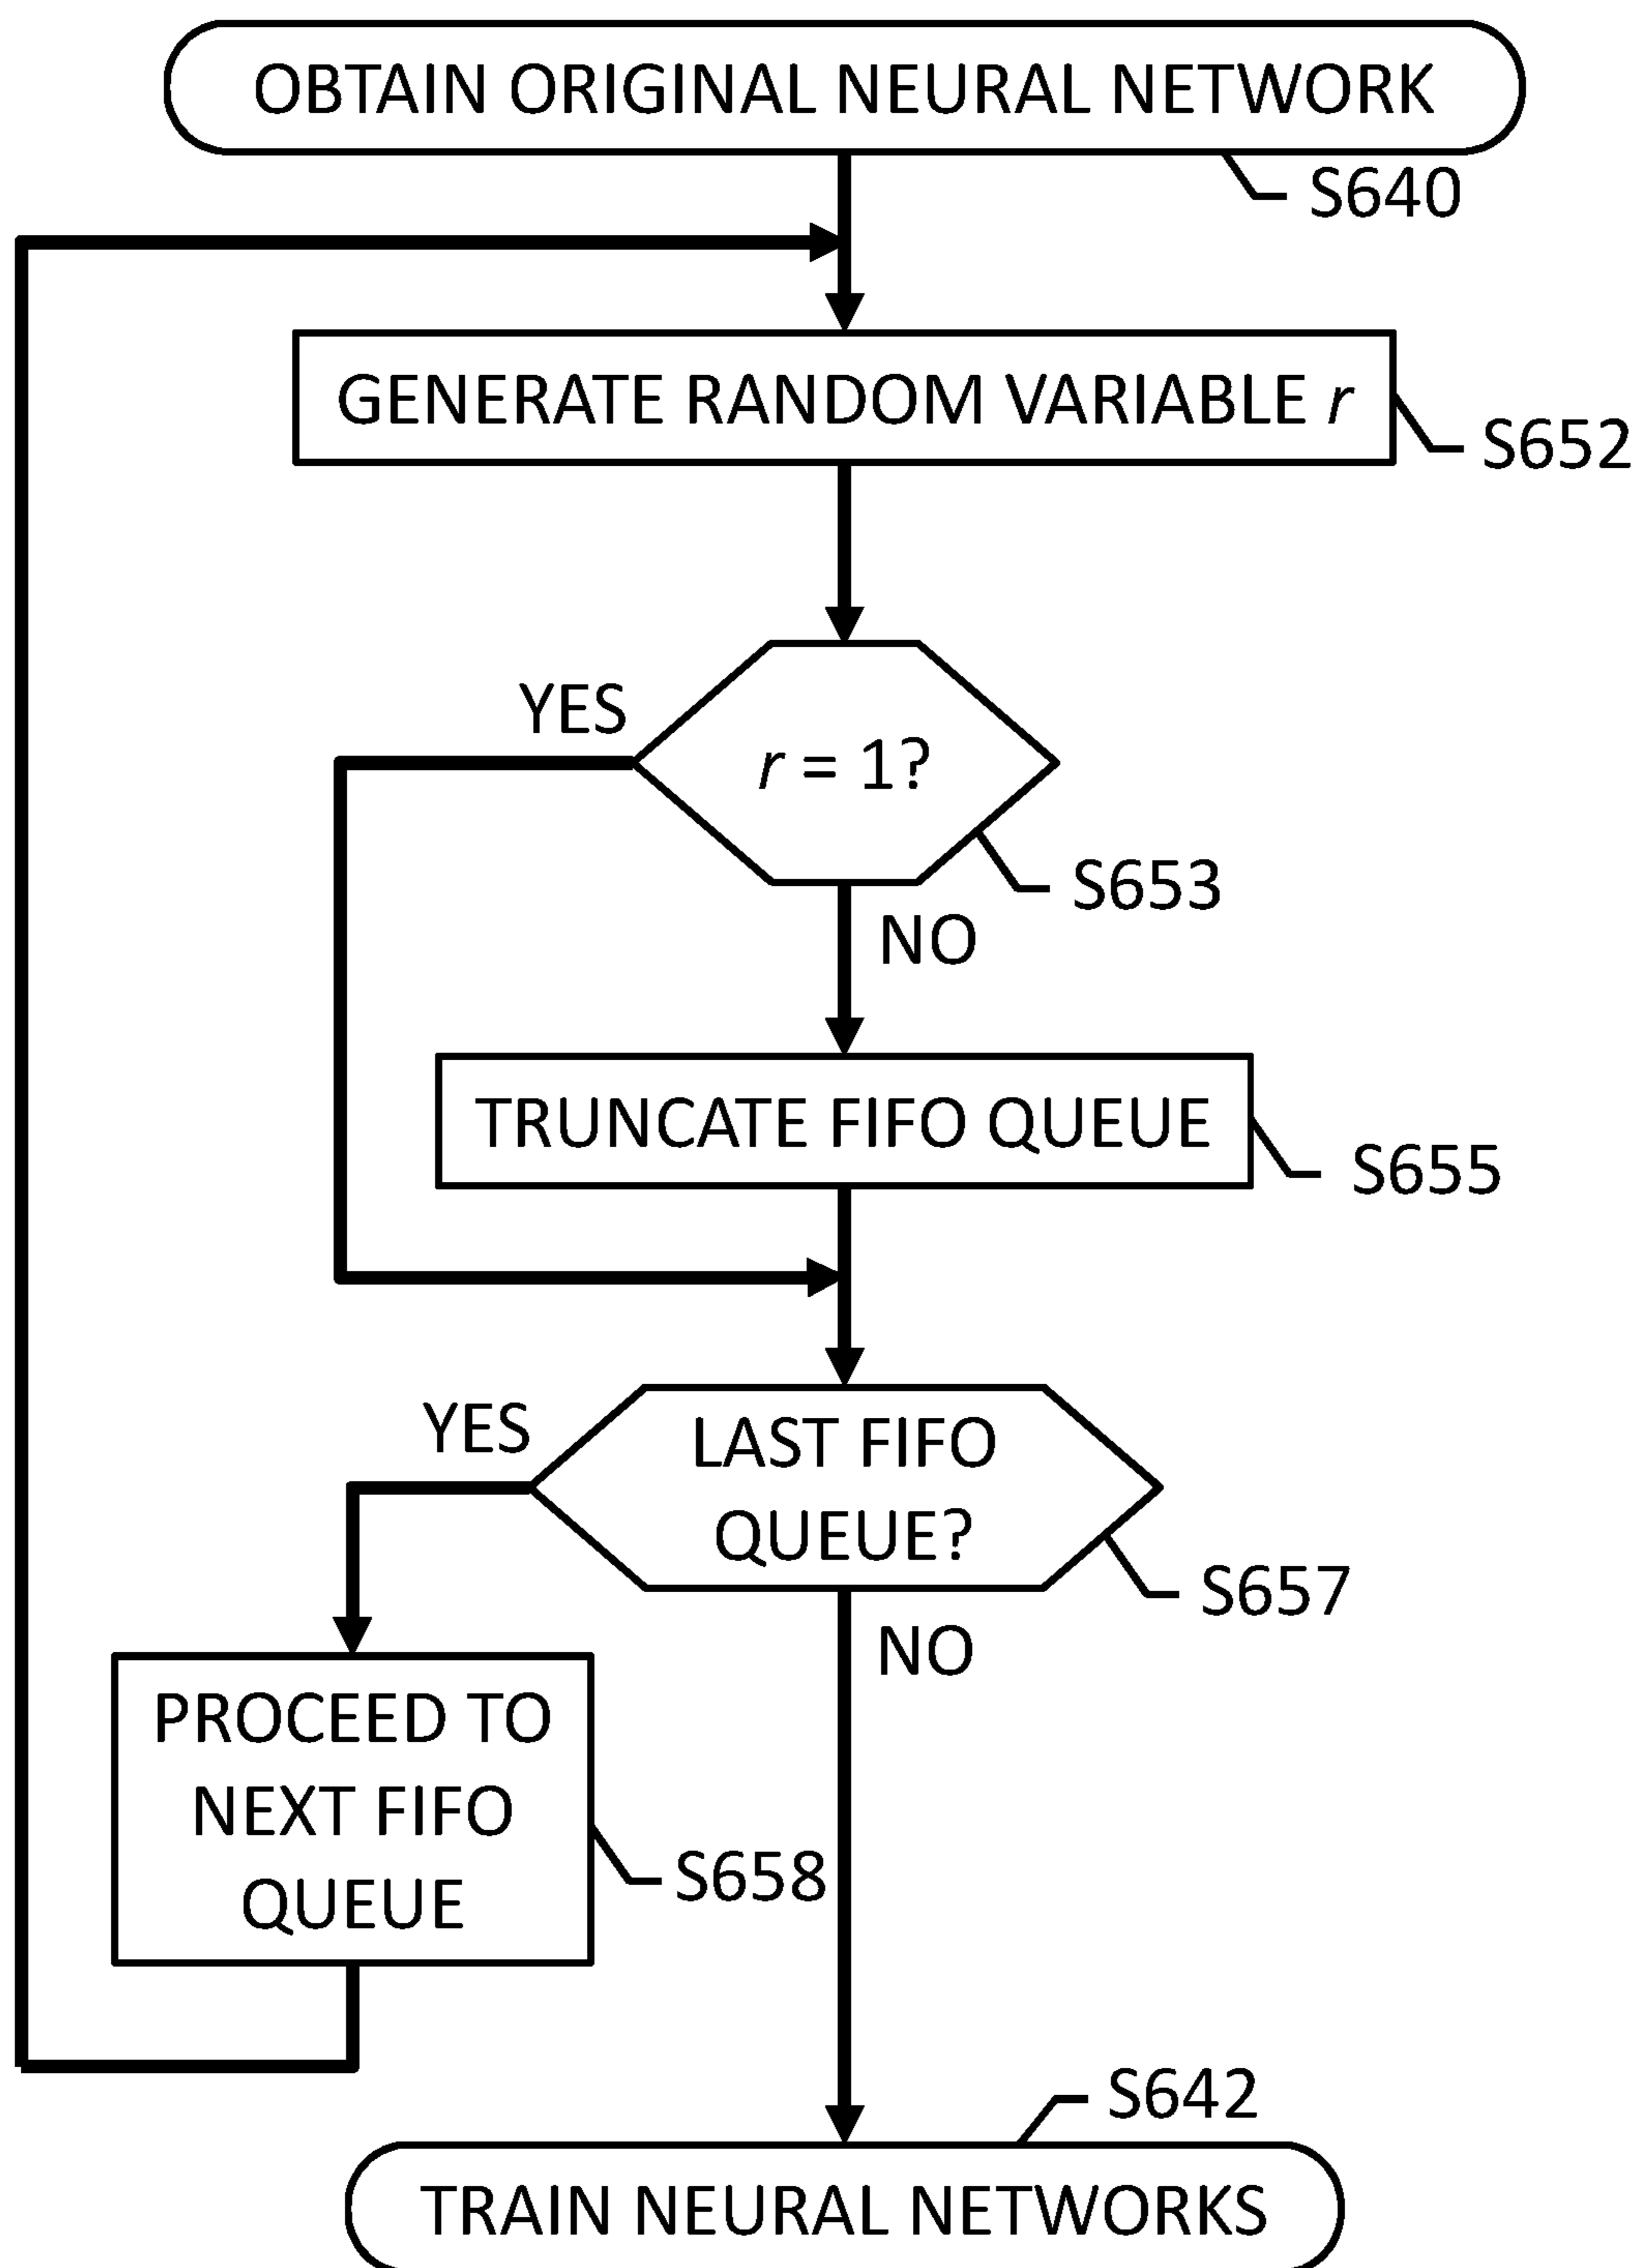 OBTAIN ORIGINAL NEURAL NETWORK
S640
GENERATE RANDOM VARIABLE r
S652
YES
r = 1?
S653
NO
TRUNCATE FIFO QUEUE
S655
YES
LAST FIFO
QUEUE?
S657
NO
PROCEED TO
NEXT FIFO
QUEUE
S658
S642
TRAIN NEURAL NETWORKS